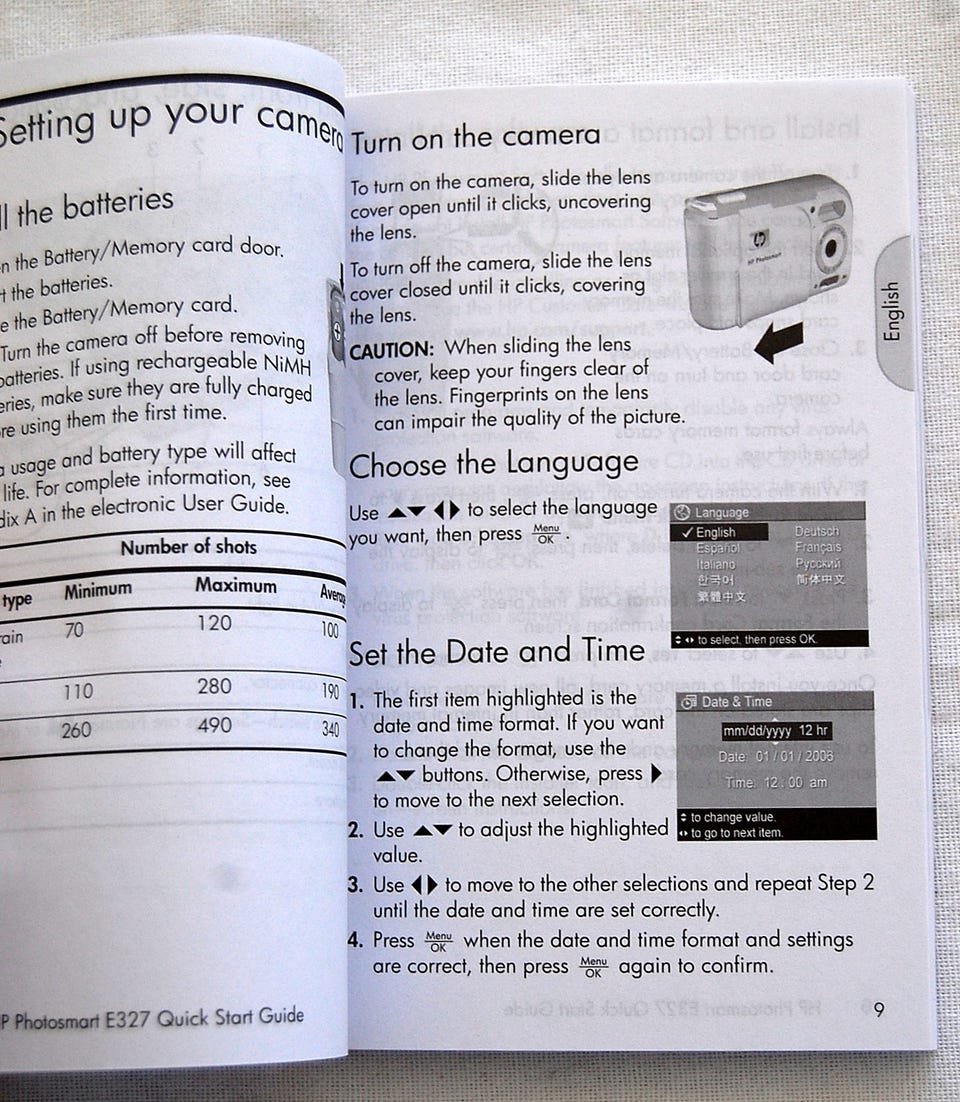 Setting up your camera
ll the batteries
n the Battery/Memory card door.
t the batteries.
e the Battery/Memory card.
Turn the camera off before removing
batteries. If using rechargeable NiMH
eries, make sure they are fully charged
re using them the first time.
a usage and battery type will affect
life. For complete information, see
dix A in the electronic User Guide.
Number of shots
type Minimum Maximum Average
70 120 100
110 280 190
260 490 340
P Photosmart E327 Quick Start Guide
Turn on the camera
To turn on the camera, slide the lens
cover open until it clicks, uncovering
the lens.
To turn off the camera, slide the lens
cover closed until it clicks, covering
the lens.
CAUTION: When sliding the lens
cover, keep your fingers clear of
the lens. Fingerprints on the lens
can impair the quality of the picture.
hp
HP Photosmart
English
Choose the Language
Use ▲▼ ◀▶ to select the language
you want, then press Menu/OK.
Language
✓ English Deutsch
Español Français
Italiano Русский
한국어 简体中文
繁體中文
to select, then press OK.
Set the Date and Time
1. The first item highlighted is the
date and time format. If you want
to change the format, use the
▲▼ buttons. Otherwise, press ▶
to move to the next selection.
2. Use ▲▼ to adjust the highlighted
value.
3. Use ◀▶ to move to the other selections and repeat Step 2
until the date and time are set correctly.
4. Press Menu/OK when the date and time format and settings
are correct, then press Menu/OK again to confirm.
Date & Time
mm/dd/yyyy 12 hr
Date: 01/01/2006
Time: 12:00 am
to change value.
to go to next item.
9